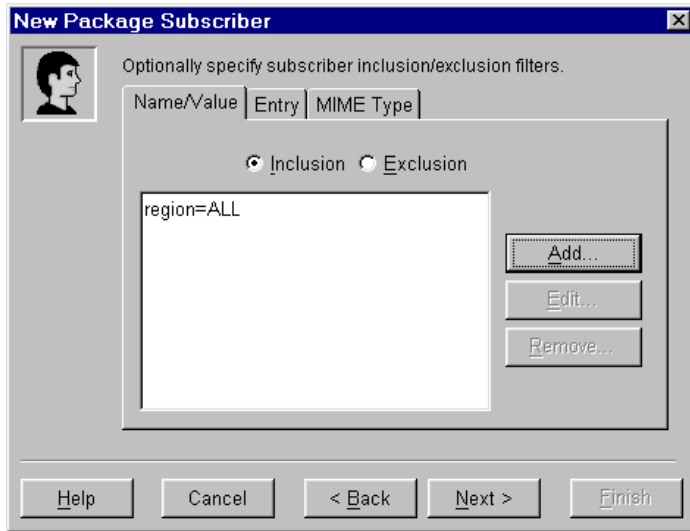 New Package Subscriber
Optionally specify subscriber inclusion/exclusion filters.
Name/Value Entry MIME Type
Inclusion Exclusion
region=ALL
Add...
Edit...
Remove...
Help Cancel < Back Next > Finish